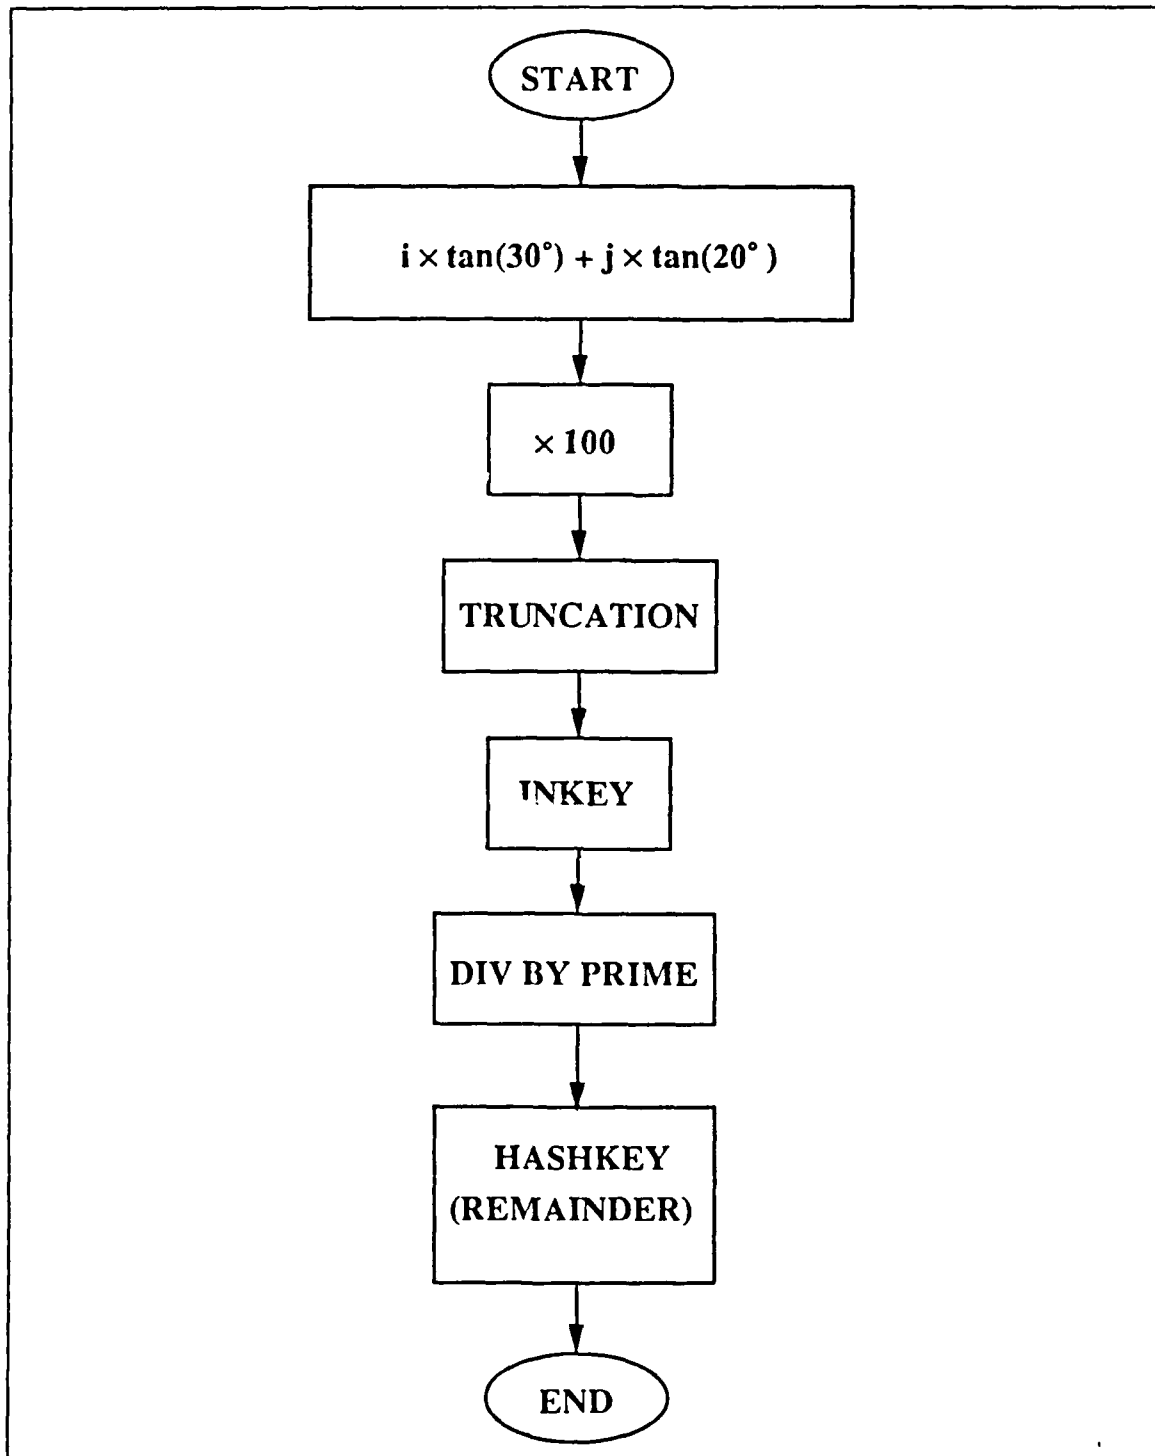 START
i × tan(30°) + j × tan(20°)
× 100
TRUNCATION
INKEY
DIV BY PRIME
HASHKEY
(REMAINDER)
END